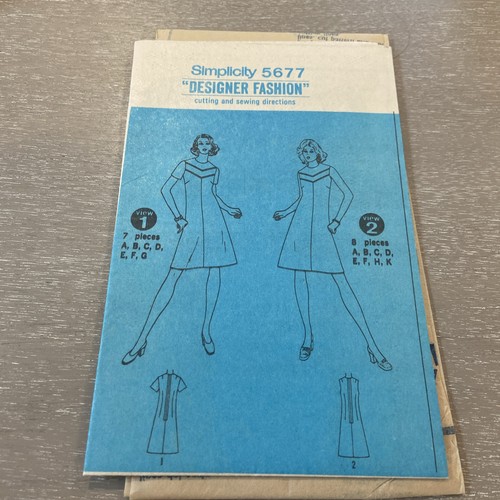 Simplicity 5677
"DESIGNER FASHION"
cutting and sewing directions
VIEW
1
7 pieces
A, B, C, D,
E, F, G
VIEW
2
8 pieces
A, B, C, D,
E, F, H, K
1
2